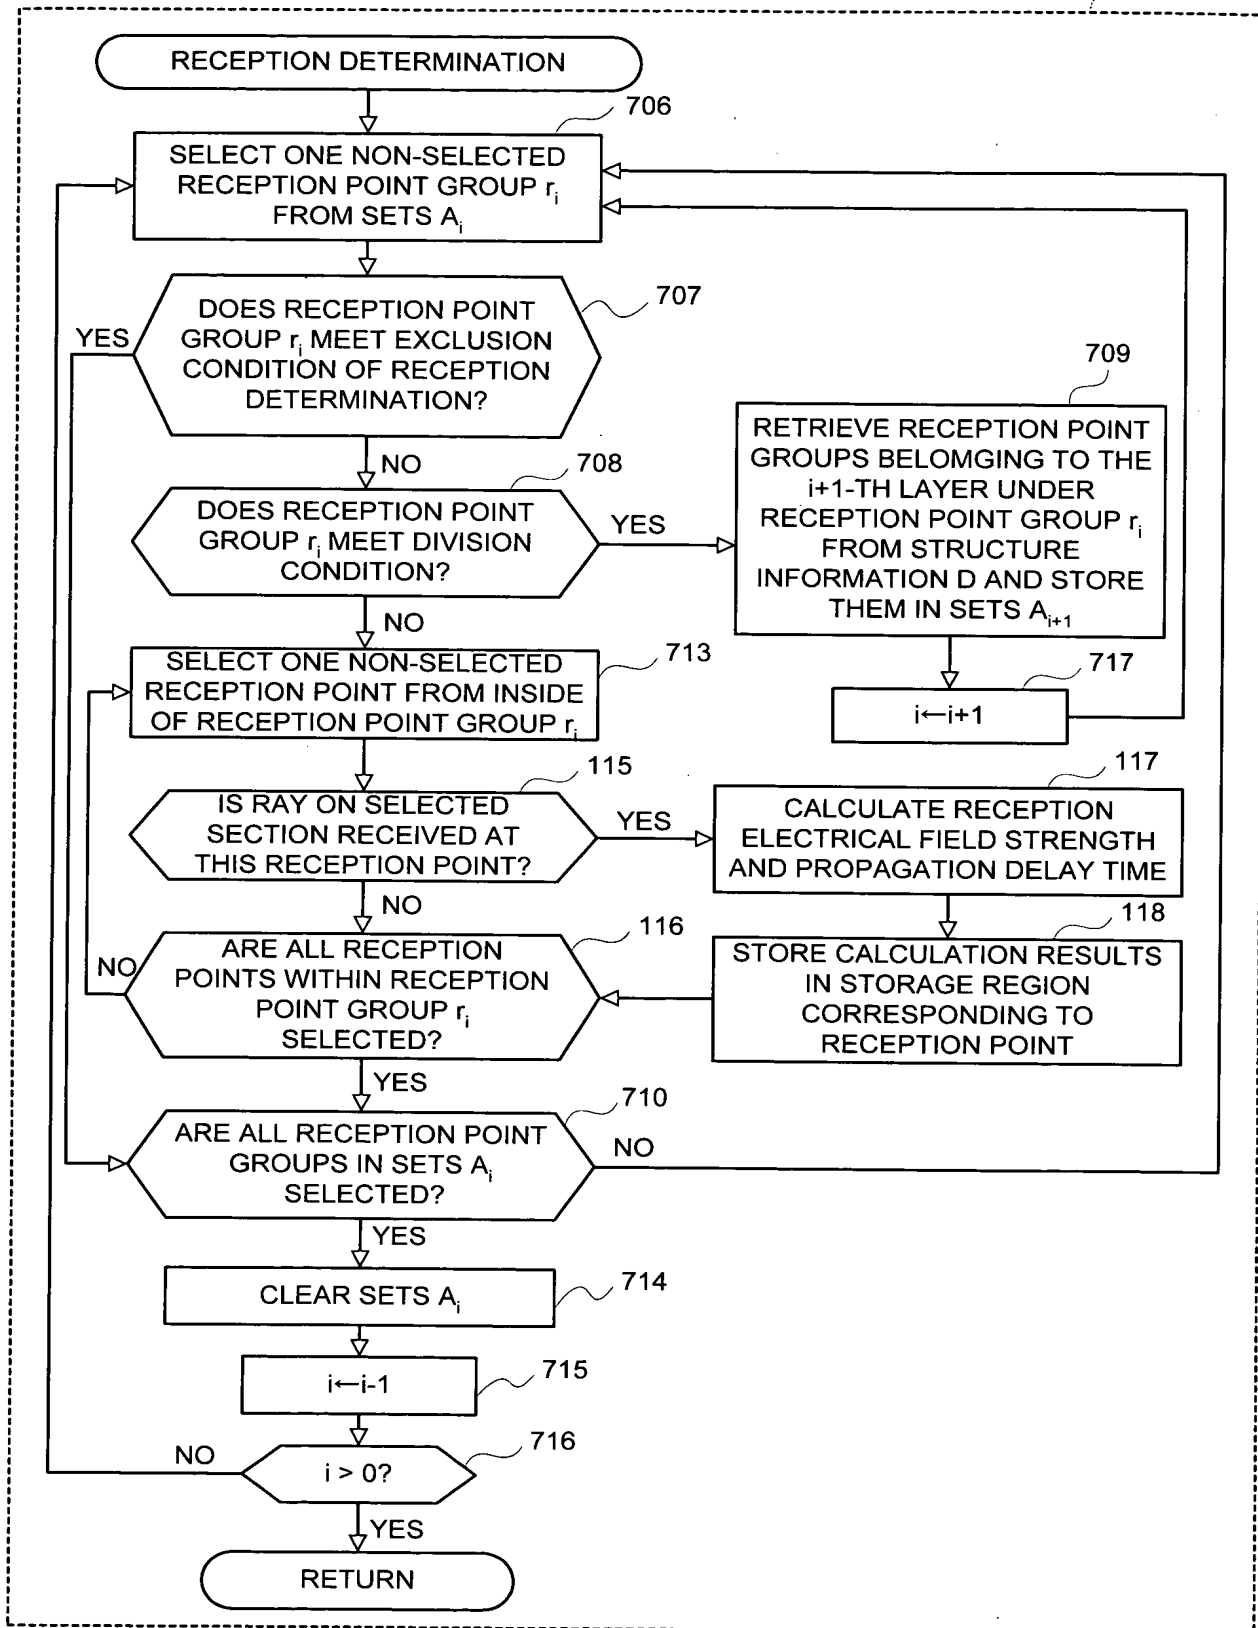 RECEPTION DETERMINATION
706
SELECT ONE NON-SELECTED
RECEPTION POINT GROUP r_i
FROM SETS A_i
707
DOES RECEPTION POINT
GROUP r_i MEET EXCLUSION
CONDITION OF RECEPTION
DETERMINATION?
YES
NO
708
DOES RECEPTION POINT
GROUP r_i MEET DIVISION
CONDITION?
YES
NO
709
RETRIEVE RECEPTION POINT
GROUPS BELOMGING TO THE
i+1-TH LAYER UNDER
RECEPTION POINT GROUP r_i
FROM STRUCTURE
INFORMATION D AND STORE
THEM IN SETS A_{i+1}
717
i←i+1
713
SELECT ONE NON-SELECTED
RECEPTION POINT FROM INSIDE
OF RECEPTION POINT GROUP r_i
115
IS RAY ON SELECTED
SECTION RECEIVED AT
THIS RECEPTION POINT?
YES
NO
117
CALCULATE RECEPTION
ELECTRICAL FIELD STRENGTH
AND PROPAGATION DELAY TIME
118
STORE CALCULATION RESULTS
IN STORAGE REGION
CORRESPONDING TO
RECEPTION POINT
116
ARE ALL RECEPTION
POINTS WITHIN RECEPTION
POINT GROUP r_i
SELECTED?
NO
YES
710
ARE ALL RECEPTION POINT
GROUPS IN SETS A_i
SELECTED?
NO
YES
714
CLEAR SETS A_i
715
i←i-1
716
i > 0?
NO
YES
RETURN